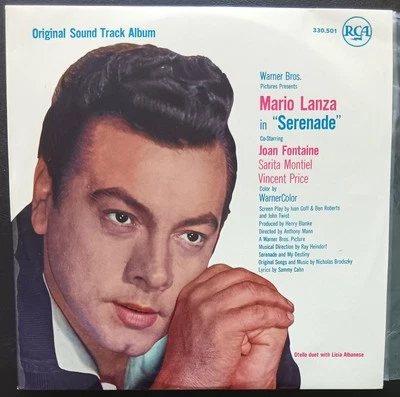 Original Sound Track Album
330.501
RCA
Warner Bros.
Pictures Presents
Mario Lanza
in "Serenade"
Co-Starring
Joan Fontaine
Sarita Montiel
Vincent Price
Color by
WarnerColor
Screen Play by Ivan Goff & Ben Roberts
and John Twist
Produced by Henry Blanke
Directed by Anthony Mann
A Warner Bros. Picture
Musical Direction by Ray Heindorf
Serenade and My Destiny
Original Songs and Music by Nicholas Brodszky
Lyrics by Sammy Cahn
Otello duet with Licia Albanese